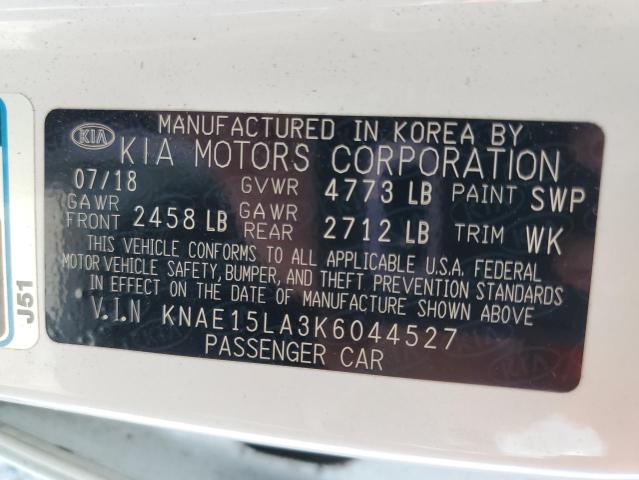 KIA MANUFACTURED IN KOREA BY
KIA MOTORS CORPORATION
07/18 GVWR 4773 LB PAINT SWP
GAWR FRONT 2458 LB GAWR REAR 2712 LB TRIM WK
THIS VEHICLE CONFORMS TO ALL APPLICABLE U.S.A. FEDERAL
MOTOR VEHICLE SAFETY, BUMPER, AND THEFT PREVENTION STANDARDS
IN EFFECT ON THE DATE OF MANUFACTURE SHOWN ABOVE
V.I.N KNAE15LA3K6044527
PASSENGER CAR
J51